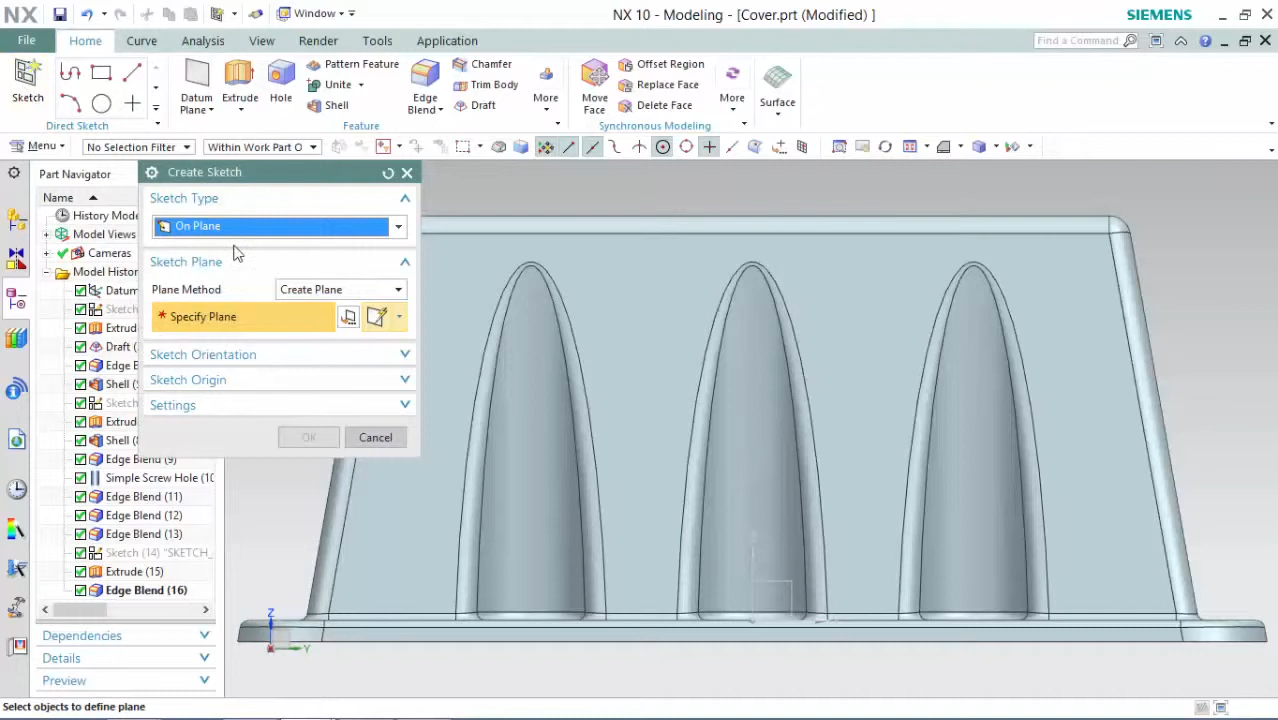 NX
Window
NX 10 - Modeling - [Cover.prt (Modified) ]
SIEMENS
File
Home
Curve
Analysis
View
Render
Tools
Application
Find a Command
Sketch
Direct Sketch
Datum Plane
Extrude
Hole
Pattern Feature
Unite
Shell
Edge Blend
Chamfer
Trim Body
Draft
More
Feature
Move Face
Offset Region
Replace Face
Delete Face
More
Synchronous Modeling
Surface
Menu
No Selection Filter
Within Work Part O
Part Navigator
Name
History Mode
Model Views
Cameras
Model Histor
Datum
Sketch
Extrud
Draft (
Edge B
Shell (
Sketch
Extrud
Shell (8
Edge Blend (9)
Simple Screw Hole (10
Edge Blend (11)
Edge Blend (12)
Edge Blend (13)
Sketch (14) "SKETCH_
Extrude (15)
Edge Blend (16)
Dependencies
Details
Preview
Create Sketch
Sketch Type
On Plane
Sketch Plane
Plane Method
Create Plane
* Specify Plane
Sketch Orientation
Sketch Origin
Settings
OK
Cancel
Z
X
Y
Select objects to define plane